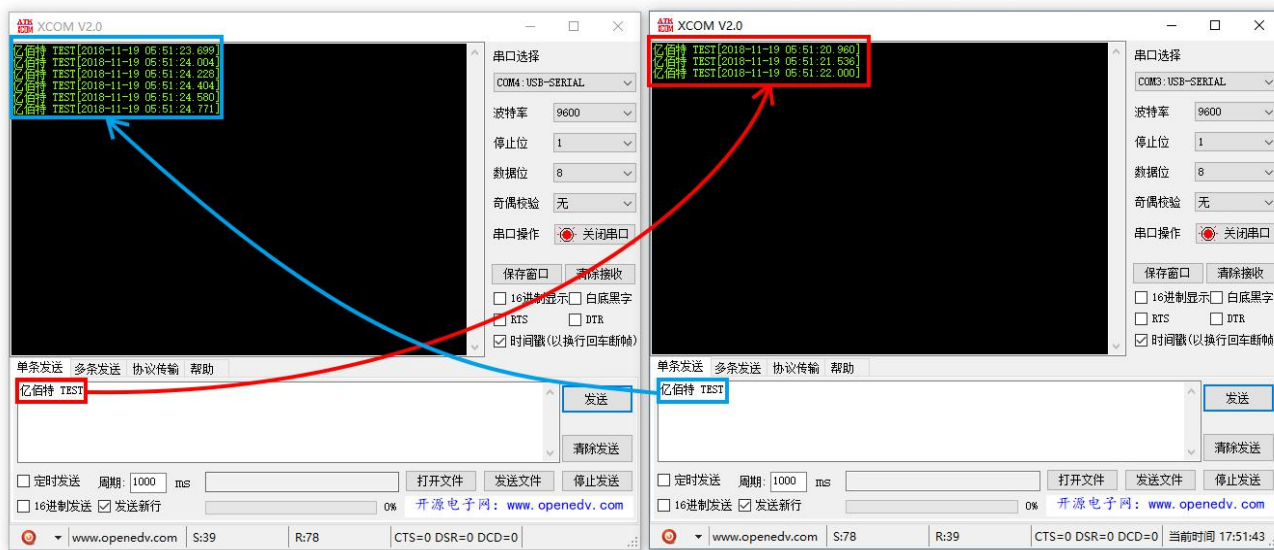 XCOM V2.0
亿佰特 TEST[2018-11-19 05:51:23.699]
亿佰特 TEST[2018-11-19 05:51:24.004]
亿佰特 TEST[2018-11-19 05:51:24.228]
亿佰特 TEST[2018-11-19 05:51:24.404]
亿佰特 TEST[2018-11-19 05:51:24.580]
亿佰特 TEST[2018-11-19 05:51:24.771]
串口选择
COM4:USB-SERIAL
波特率 9600
停止位 1
数据位 8
奇偶校验 无
串口操作 关闭串口
保存窗口 清除接收
16进制显示 白底黑字
RTS DTR
时间戳(以换行回车断帧)
单条发送 多条发送 协议传输 帮助
亿佰特 TEST
发送
清除发送
定时发送 周期: 1000 ms 打开文件 发送文件 停止发送
16进制发送 发送新行 0% 开源电子网：www.openedv.com
www.openedv.com S:39 R:78 CTS=0 DSR=0 DCD=0
XCOM V2.0
亿佰特 TEST[2018-11-19 05:51:20.960]
亿佰特 TEST[2018-11-19 05:51:21.536]
亿佰特 TEST[2018-11-19 05:51:22.000]
串口选择
COM3:USB-SERIAL
波特率 9600
停止位 1
数据位 8
奇偶校验 无
串口操作 关闭串口
保存窗口 清除接收
16进制显示 白底黑字
RTS DTR
时间戳(以换行回车断帧
单条发送 多条发送 协议传输 帮助
亿佰特 TEST
发送
清除发送
定时发送 周期: 1000 ms 打开文件 发送文件 停止发送
16进制发送 发送新行 0% 开源电子网：www.openedv.com
www.openedv.com S:78 R:39 CTS=0 DSR=0 DCD=0 当前时间 17:51:43